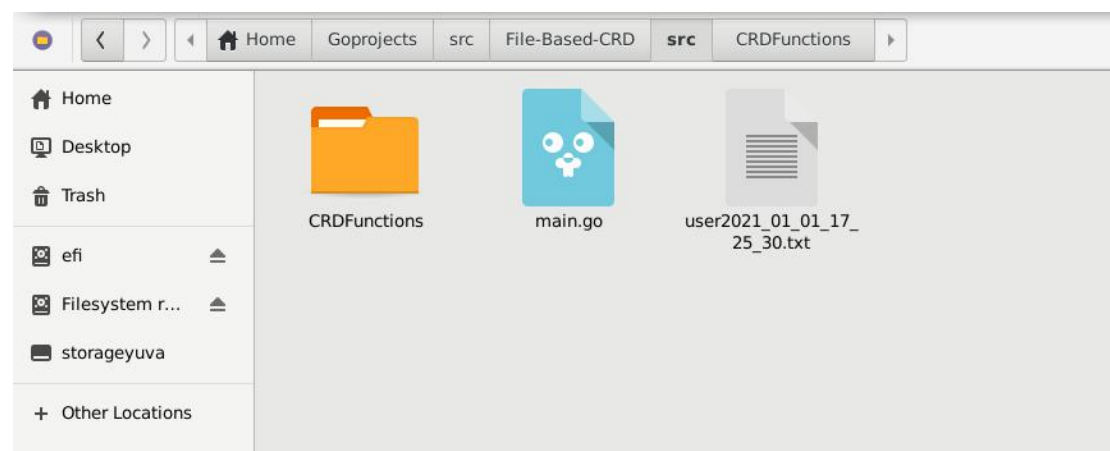 Home Goprojects src File-Based-CRD src CRDFunctions
Home
Desktop
Trash
efi
Filesystem r...
storageyuva
+ Other Locations
CRDFunctions
main.go
user2021_01_01_17_
25_30.txt